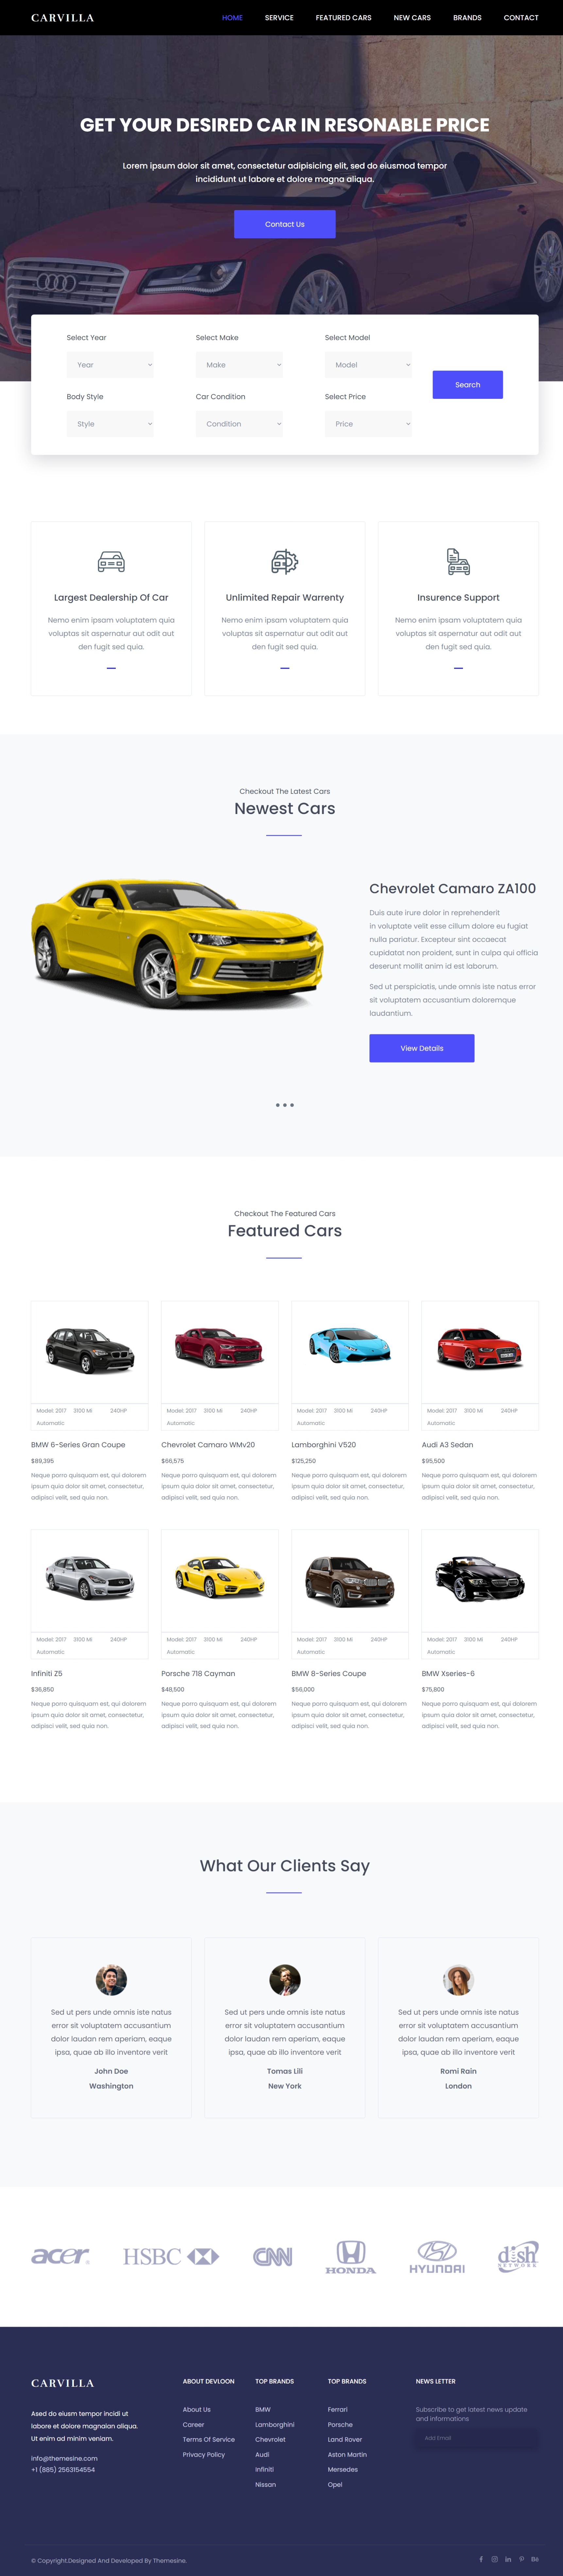 CARVILLA
HOME SERVICE FEATURED CARS NEW CARS BRANDS CONTACT
GET YOUR DESIRED CAR IN RESONABLE PRICE
Lorem ipsum dolor sit amet, consectetur adipisicing elit, sed do eiusmod tempor
incididunt ut labore et dolore magna aliqua.
Contact Us
Select Year
Year
Select Make
Make
Select Model
Model
Body Style
Style
Car Condition
Condition
Select Price
Price
Search
Largest Dealership Of Car
Nemo enim ipsam voluptatem quia
voluptas sit aspernatur aut odit aut
den fugit sed quia.
Unlimited Repair Warrenty
Nemo enim ipsam voluptatem quia
voluptas sit aspernatur aut odit aut
den fugit sed quia.
Insurence Support
Nemo enim ipsam voluptatem quia
voluptas sit aspernatur aut odit aut
den fugit sed quia.
Checkout The Latest Cars
Newest Cars
Chevrolet Camaro ZA100
Duis aute irure dolor in reprehenderit
in voluptate velit esse cillum dolore eu fugiat
nulla pariatur. Excepteur sint occaecat
cupidatat non proident, sunt in culpa qui officia
deserunt mollit anim id est laborum.
Sed ut perspiciatis, unde omnis iste natus error
sit voluptatem accusantium doloremque
laudantium.
View Details
Checkout The Featured Cars
Featured Cars
Model: 2017 3100 Mi 240HP
Automatic
BMW 6-Series Gran Coupe
$89,395
Neque porro quisquam est, qui dolorem
ipsum quia dolor sit amet, consectetur,
adipisci velit, sed quia non.
Model: 2017 3100 Mi 240HP
Automatic
Chevrolet Camaro WMv20
$66,575
Neque porro quisquam est, qui dolorem
ipsum quia dolor sit amet, consectetur,
adipisci velit, sed quia non.
Model: 2017 3100 Mi 240HP
Automatic
Lamborghini V520
$125,250
Neque porro quisquam est, qui dolorem
ipsum quia dolor sit amet, consectetur,
adipisci velit, sed quia non.
Model: 2017 3100 Mi 240HP
Automatic
Audi A3 Sedan
$95,500
Neque porro quisquam est, qui dolorem
ipsum quia dolor sit amet, consectetur,
adipisci velit, sed quia non.
Model: 2017 3100 Mi 240HP
Automatic
Infiniti Z5
$36,850
Neque porro quisquam est, qui dolorem
ipsum quia dolor sit amet, consectetur,
adipisci velit, sed quia non.
Model: 2017 3100 Mi 240HP
Automatic
Porsche 718 Cayman
$48,500
Neque porro quisquam est, qui dolorem
ipsum quia dolor sit amet, consectetur,
adipisci velit, sed quia non.
Model: 2017 3100 Mi 240HP
Automatic
BMW 8-Series Coupe
$56,000
Neque porro quisquam est, qui dolorem
ipsum quia dolor sit amet, consectetur,
adipisci velit, sed quia non.
Model: 2017 3100 Mi 240HP
Automatic
BMW Xseries-6
$75,800
Neque porro quisquam est, qui dolorem
ipsum quia dolor sit amet, consectetur,
adipisci velit, sed quia non.
What Our Clients Say
Sed ut pers unde omnis iste natus
error sit voluptatem accusantium
dolor laudan rem aperiam, eaque
ipsa, quae ab illo inventore verit
John Doe
Washington
Sed ut pers unde omnis iste natus
error sit voluptatem accusantium
dolor laudan rem aperiam, eaque
ipsa, quae ab illo inventore verit
Tomas Lili
New York
Sed ut pers unde omnis iste natus
error sit voluptatem accusantium
dolor laudan rem aperiam, eaque
ipsa, quae ab illo inventore verit
Romi Rain
London
acer
HSBC
CNN
HONDA
HYUNDAI
dish
NETWORK
CARVILLA
Ased do eiusm tempor incidi ut
labore et dolore magnaian aliqua.
Ut enim ad minim veniam.
info@themesine.com
+1 (885) 2563154554
ABOUT DEVLOON
About Us
Career
Terms Of Service
Privacy Policy
TOP BRANDS
BMW
Lamborghini
Chevrolet
Audi
Infiniti
Nissan
TOP BRANDS
Ferrari
Porsche
Land Rover
Aston Martin
Mersedes
Opel
NEWS LETTER
Subscribe to get latest news update
and informations
Add Email
© Copyright.Designed And Developed By Themesine.